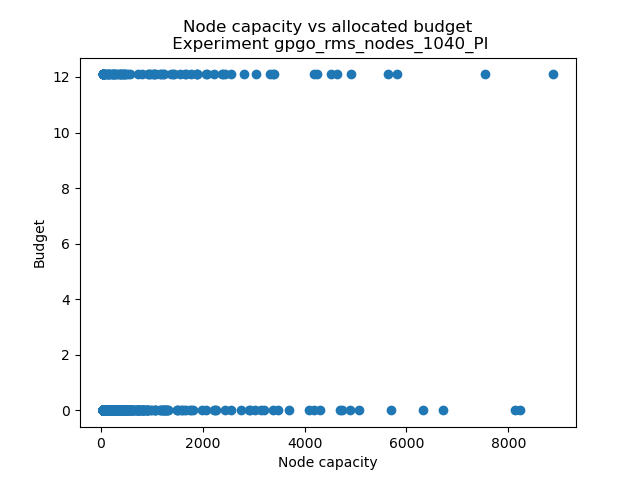 Node capacity vs allocated budget
Experiment gpgo_rms_nodes_1040_PI
12
10
8
6
4
2
0
Budget
0 2000 4000 6000 8000
Node capacity